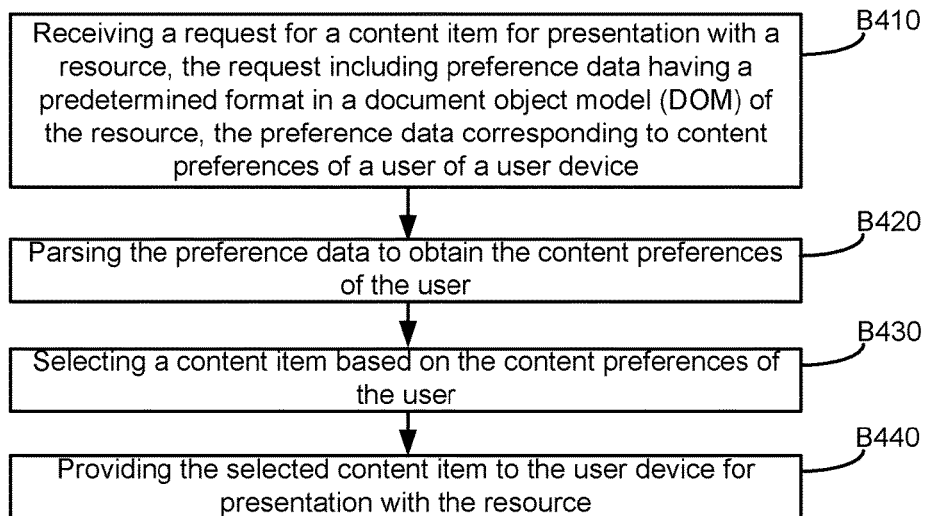 B410
Receiving a request for a content item for presentation with a
resource, the request including preference data having a
predetermined format in a document object model (DOM) of
the resource, the preference data corresponding to content
preferences of a user of a user device
B420
Parsing the preference data to obtain the content preferences
of the user
B430
Selecting a content item based on the content preferences of
the user
B440
Providing the selected content item to the user device for
presentation with the resource